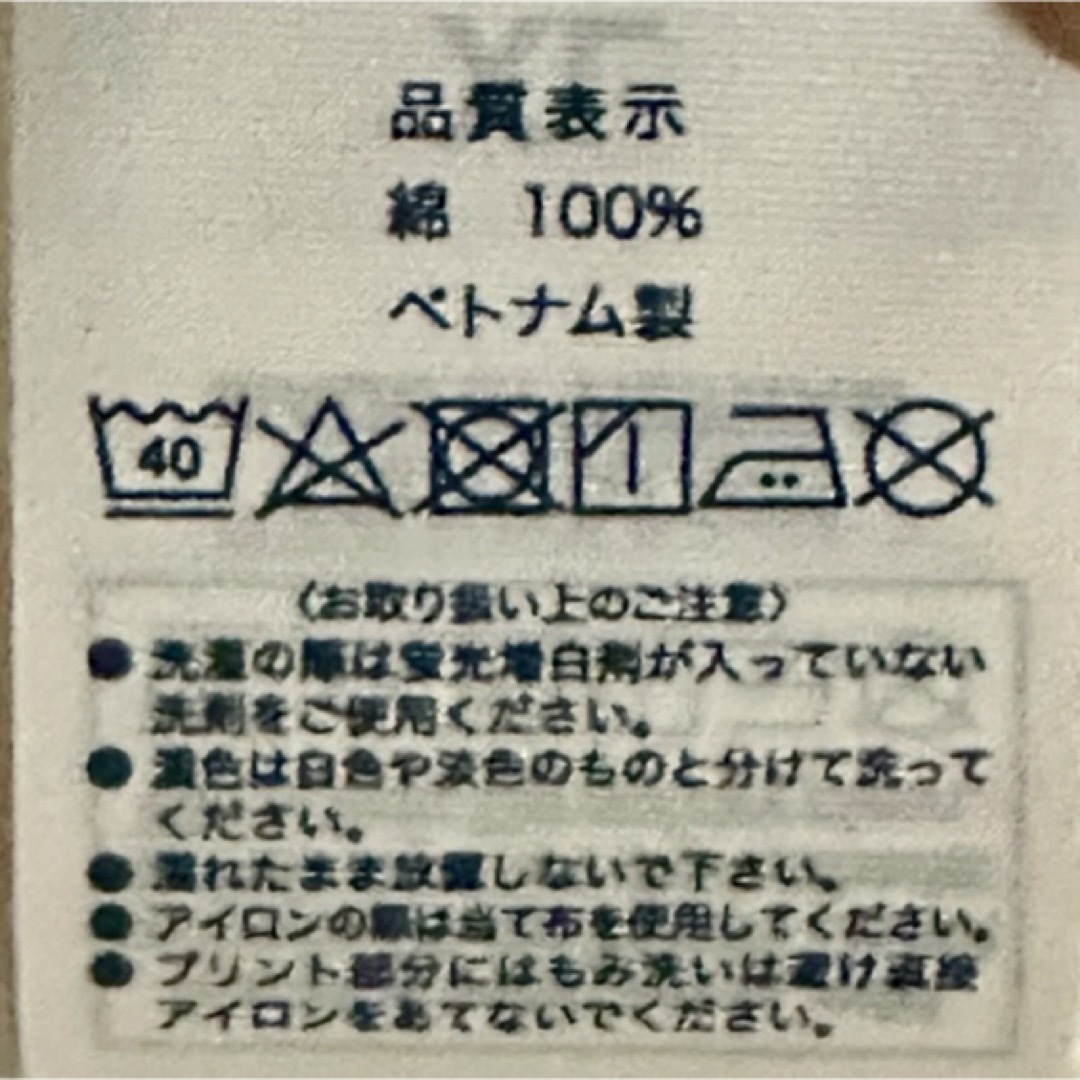 品質表示
綿 100%
ベトナム製
40
〈お取り扱い上のご注意〉
● 洗濯の際は蛍光増白剤が入っていない
洗剤をご使用ください。
● 濃色は白色や淡色のものと分けて洗って
ください。
● 濡れたまま放置しないで下さい。
● アイロンの際は当て布を使用してください。
● プリント部分にはもみ洗いは避け直接
アイロンをあてないでください。